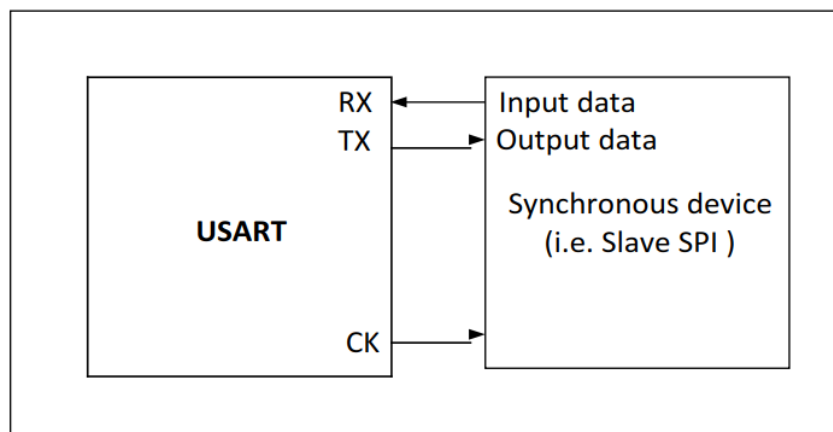 RX
Input data
TX
Output data
USART
Synchronous device
(i.e. Slave SPI )
CK